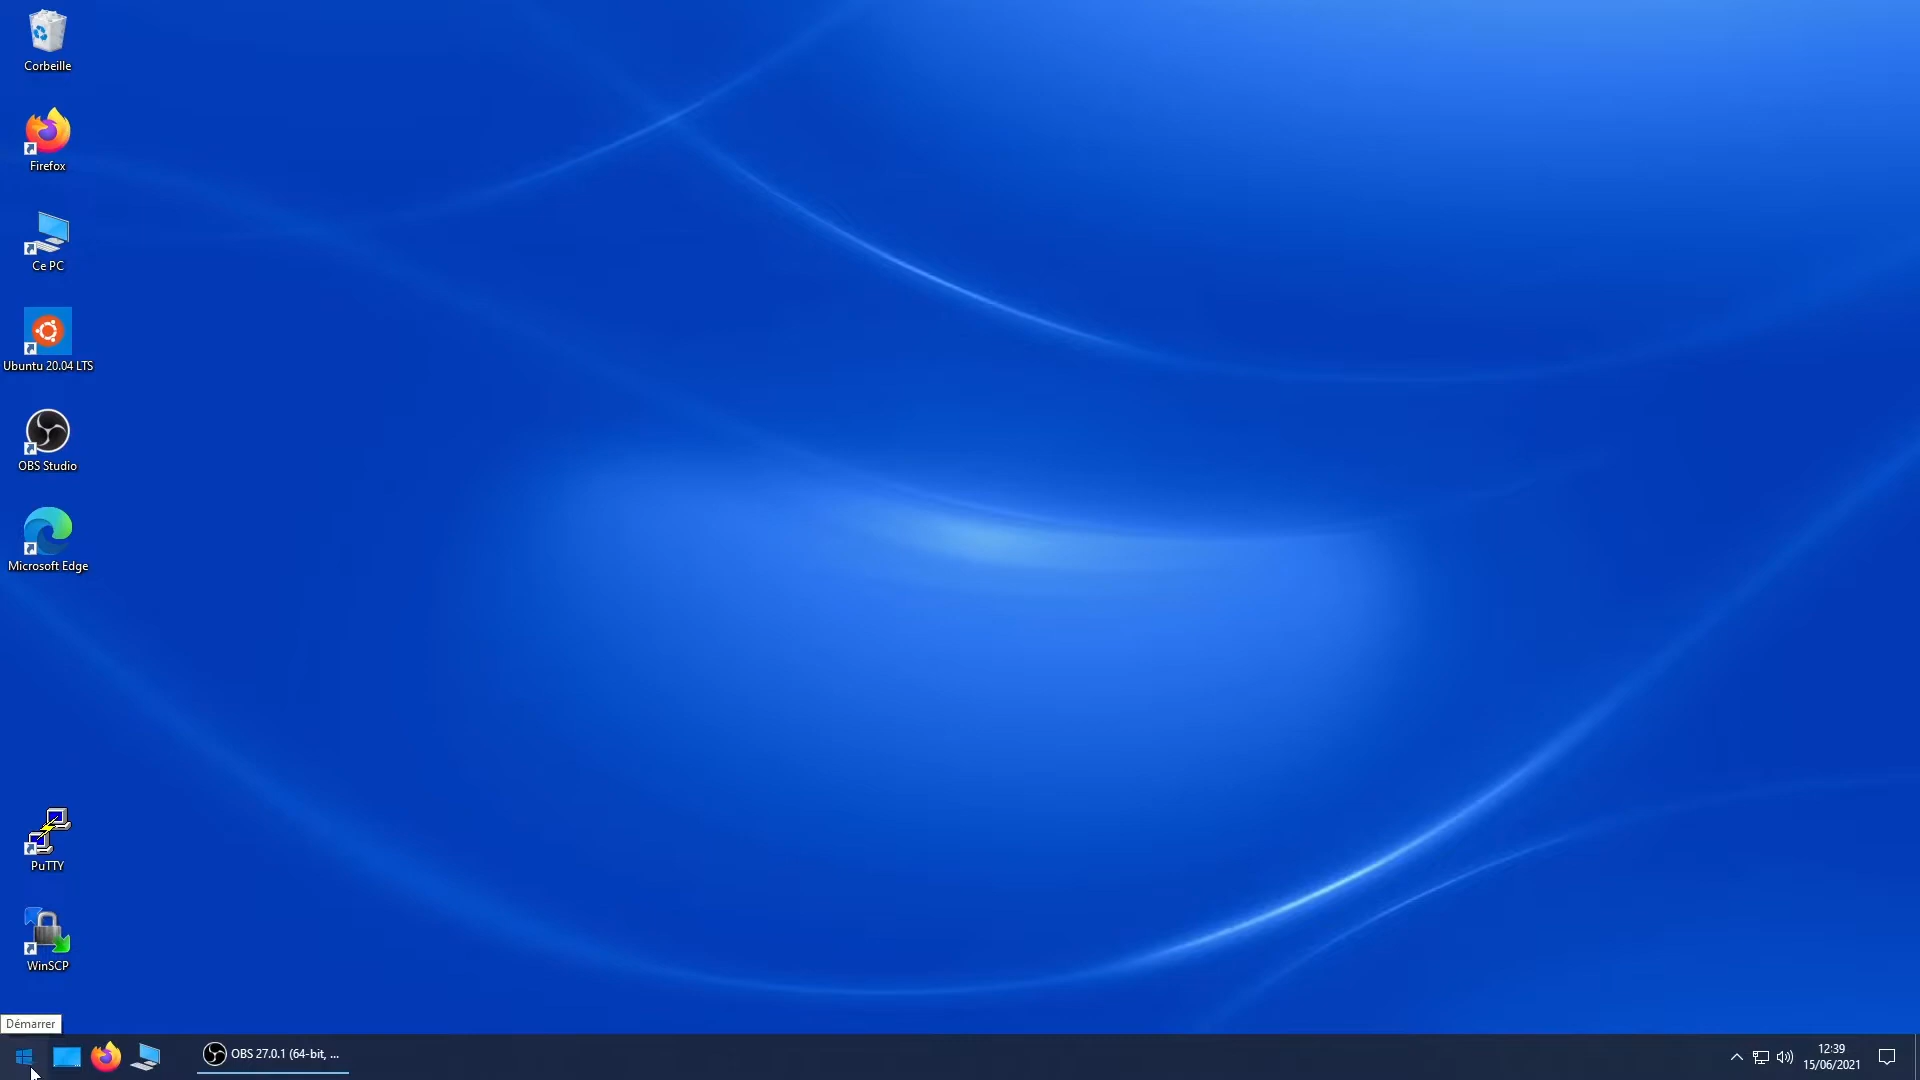 Corbeille
Firefox
Ce PC
Ubuntu 20.04 LTS
OBS Studio
Microsoft Edge
PuTTY
WinSCP
Démarrer
OBS 27.0.1 (64-bit, ...
12:39
15/06/2021